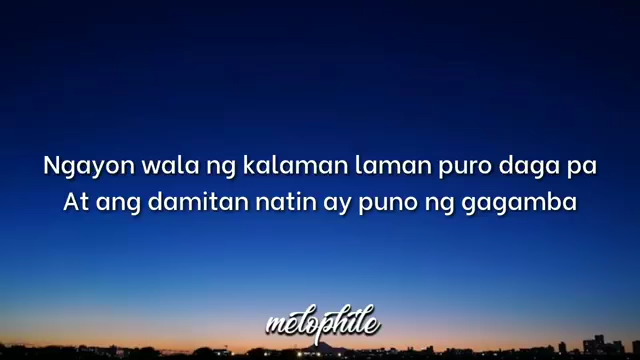 Ngayon wala ng kalaman laman puro daga pa
At ang damitan natin ay puno ng gagamba
melophile